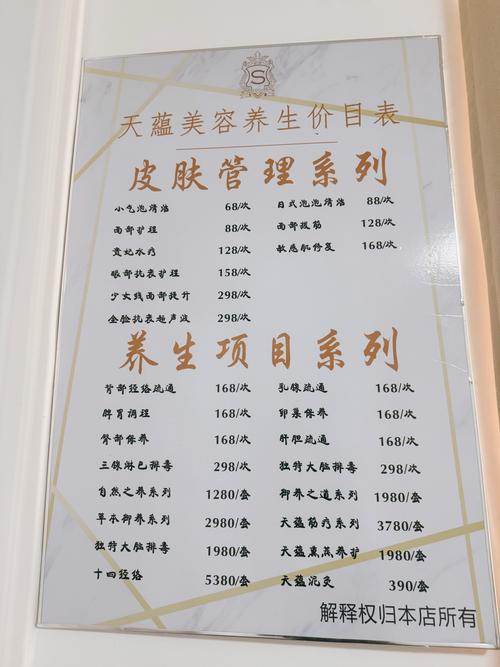 S
天蕴美容养生价目表
皮肤管理系列
小气泡清洁 68/次 日式泡泡清洁 88/次
面部护理 88/次 面部拨筋 128/次
贵妃水疗 128/次 敏感肌修复 168/次
眼部抗衰护理 158/次
少女线面部提升 298/次
全脸抗衰超声波 298/次
养生项目系列
背部经络疏通 168/次 乳腺疏通 168/次
脾胃调理 168/次 卵巢保养 168/次
肾部保养 168/次 肝胆疏通 168/次
三腺淋巴排毒 298/次 独特大脑排毒 298/次
自然之养系列 1280/套 御养之道系列 1980/套
草本御养系列 2980/套 天蕴筋疗系列 3780/套
独特大脑排毒 1980/套 天蕴熏蒸养护 1980/套
十四经络 5380/套 天蕴泥灸 390/套
解释权归本店所有